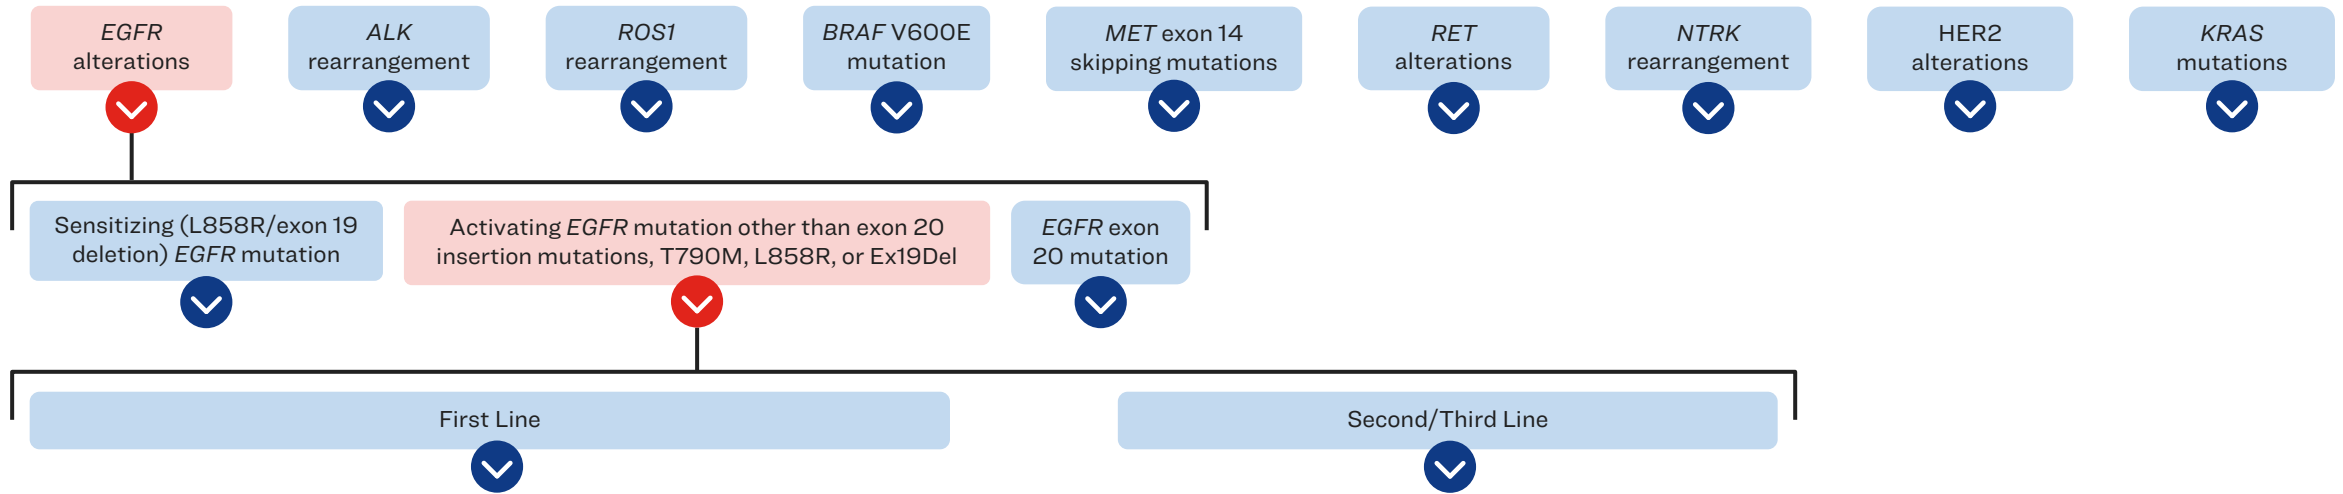 EGFR
alterations
ALK
rearrangement
ROS1
rearrangement
BRAF V600E
mutation
MET exon 14
skipping mutations
RET
alterations
NTRK
rearrangement
HER2
alterations
KRAS
mutations
Sensitizing (L858R/exon 19
deletion) EGFR mutation
Activating EGFR mutation other than exon 20
insertion mutations, T790M, L858R, or Ex19Del
EGFR exon
20 mutation
First Line
Second/Third Line